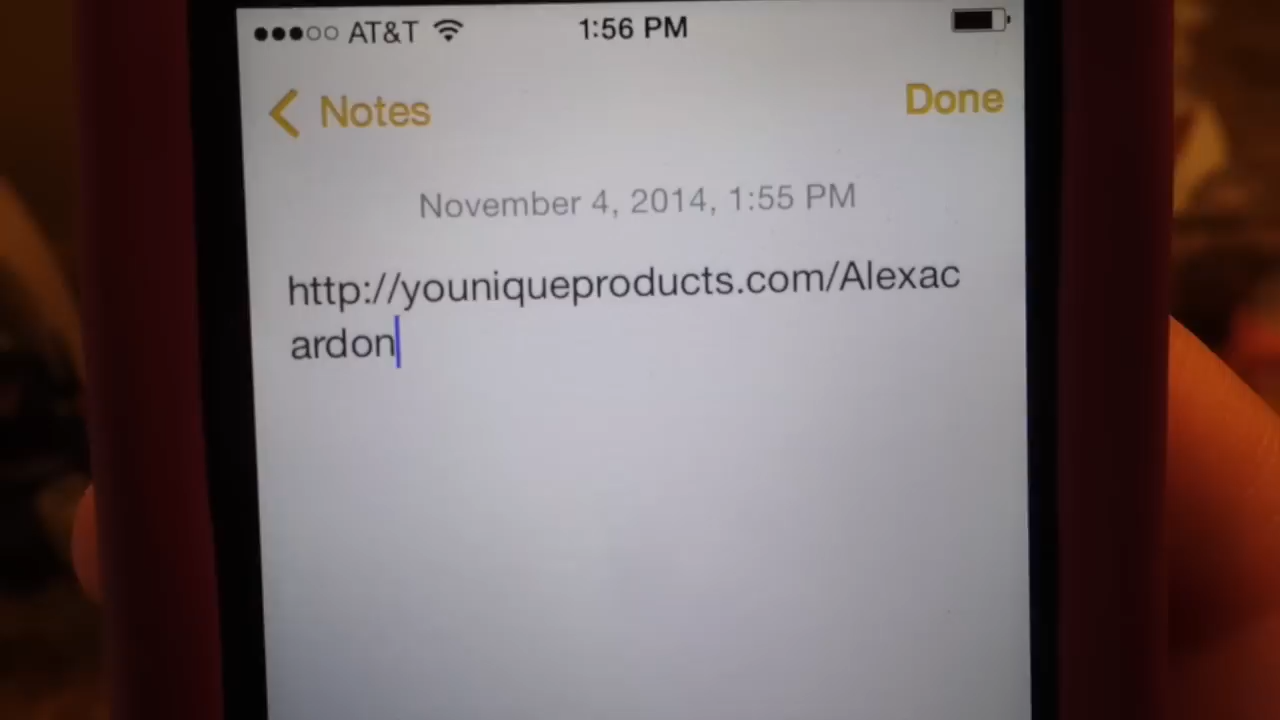 AT&T 1:56 PM
Notes Done
November 4, 2014, 1:55 PM
http://youniqueproducts.com/Alexac
ardon